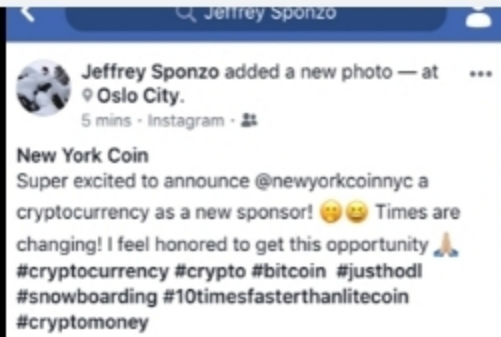 Jeffrey Sponzo
Jeffrey Sponzo added a new photo — at
Oslo City.
5 mins · Instagram ·
New York Coin
Super excited to announce @newyorkcoinnyc a
cryptocurrency as a new sponsor! 🤭😄 Times are
changing! I feel honored to get this opportunity 🙏🏼
#cryptocurrency #crypto #bitcoin #justhodl
#snowboarding #10timesfasterthanlitecoin
#cryptomoney